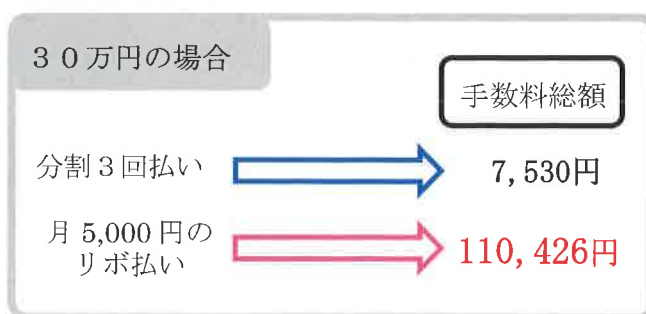 ３０万円の場合
手数料総額
分割３回払い
7,530円
月 5,000 円の
リボ払い
110,426円